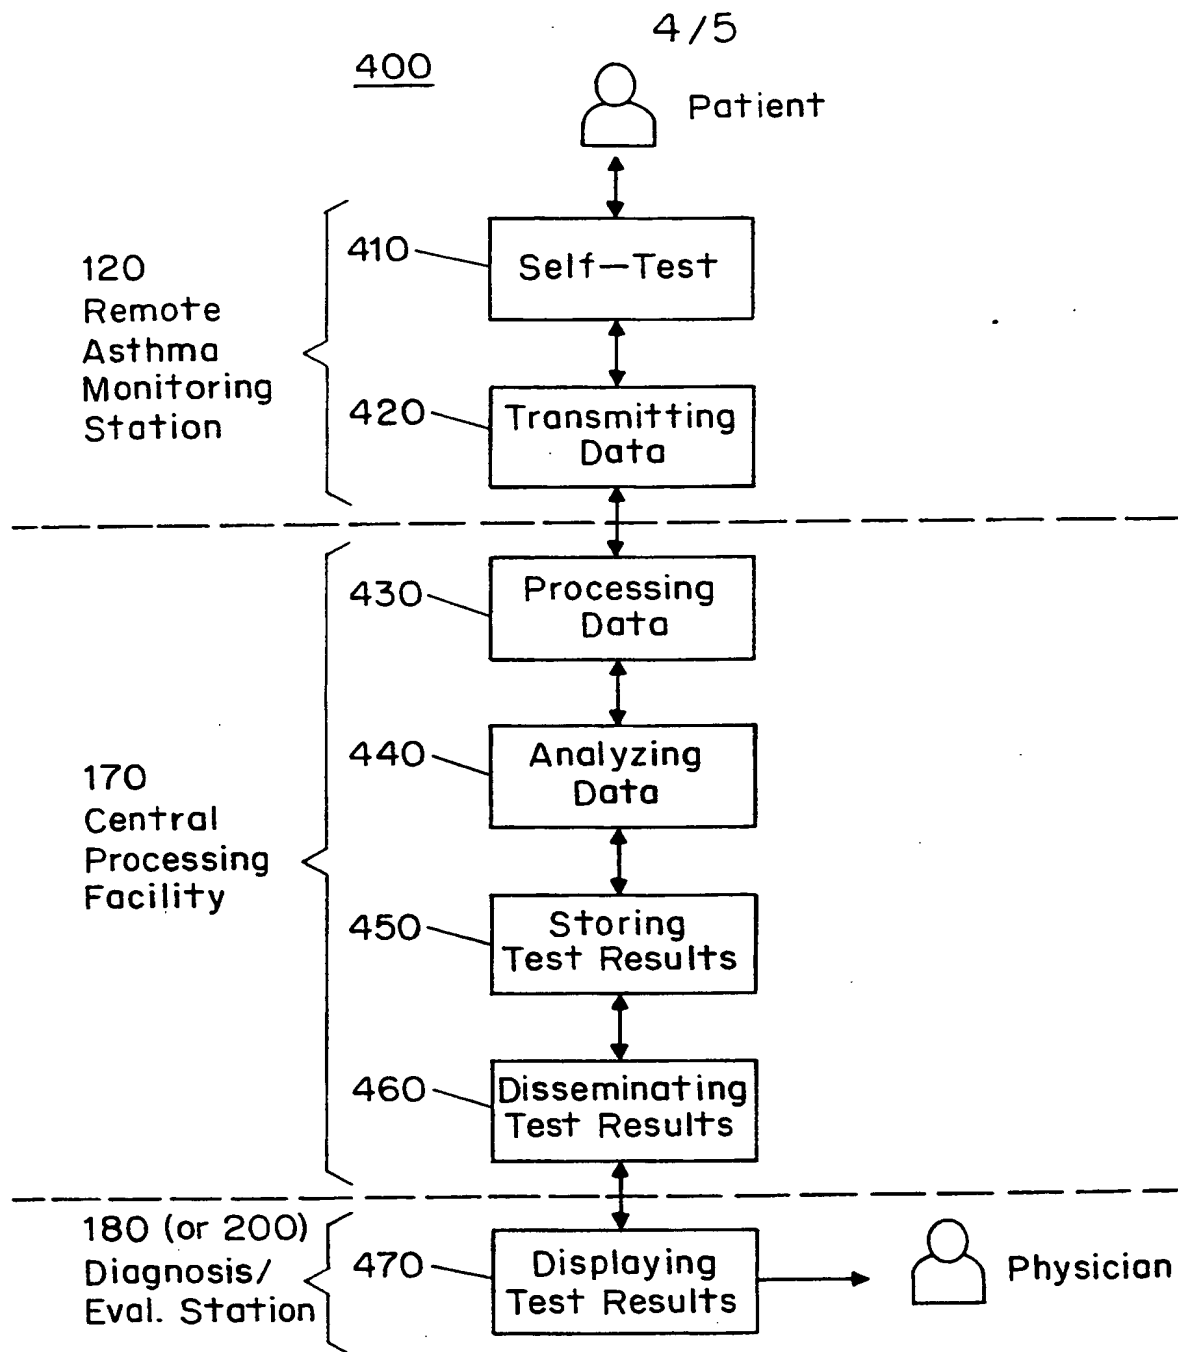 4/5
400
Patient
120
Remote
Asthma
Monitoring
Station
410
Self-Test
420
Transmitting
Data
170
Central
Processing
Facility
430
Processing
Data
440
Analyzing
Data
450
Storing
Test Results
460
Disseminating
Test Results
180 (or 200)
Diagnosis/
Eval. Station
470
Displaying
Test Results
Physician